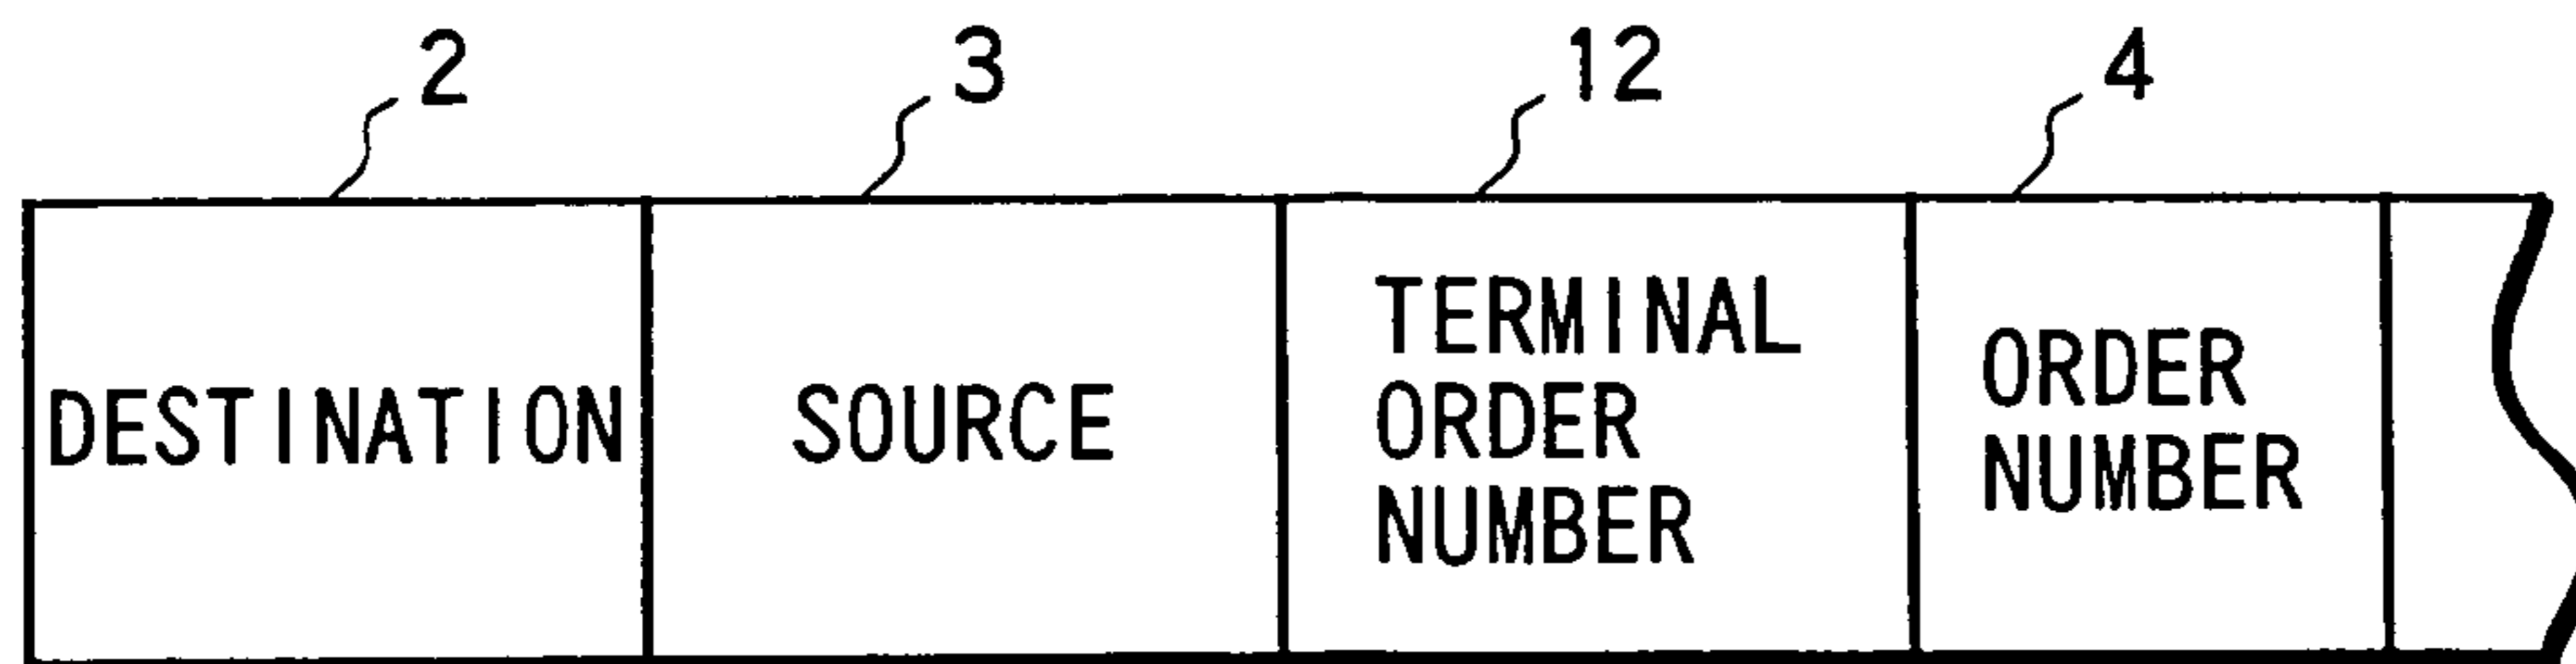 2
3
12
4
DESTINATION
SOURCE
TERMINAL
ORDER
NUMBER
ORDER
NUMBER